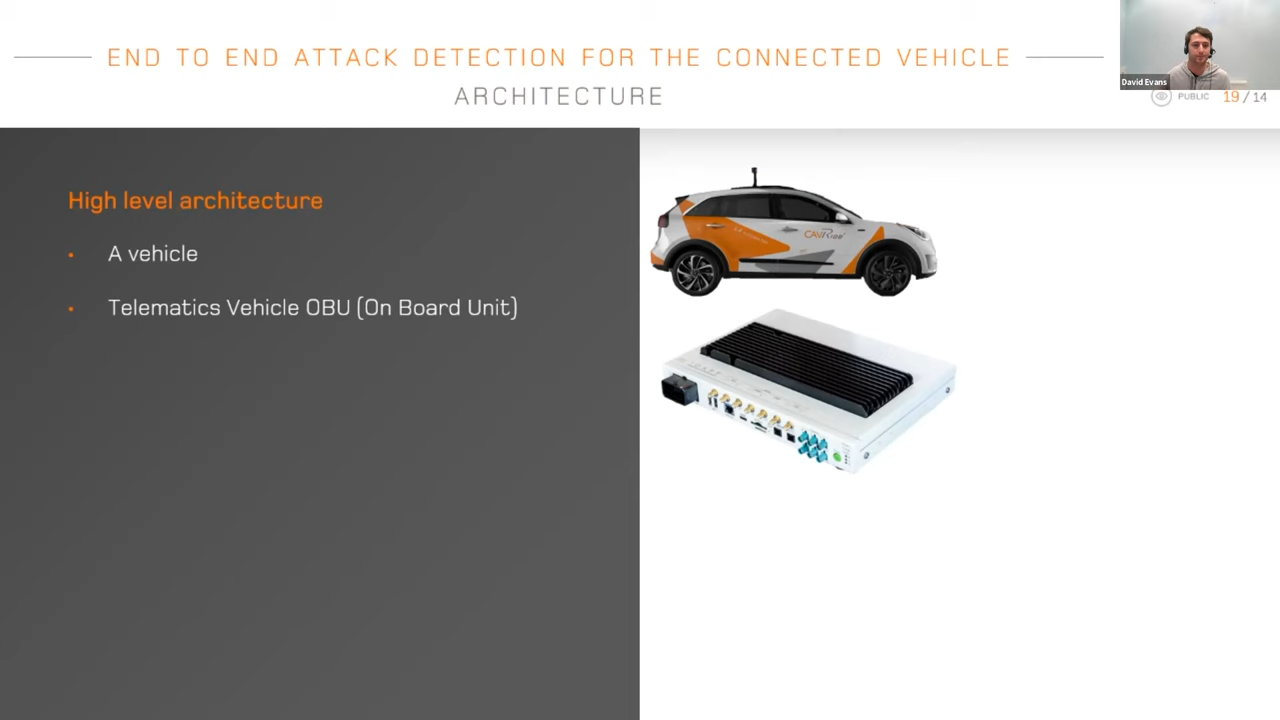 END TO END ATTACK DETECTION FOR THE CONNECTED VEHICLE
ARCHITECTURE
David Evans
PUBLIC 19 / 14
High level architecture
• A vehicle
• Telematics Vehicle OBU (On Board Unit)